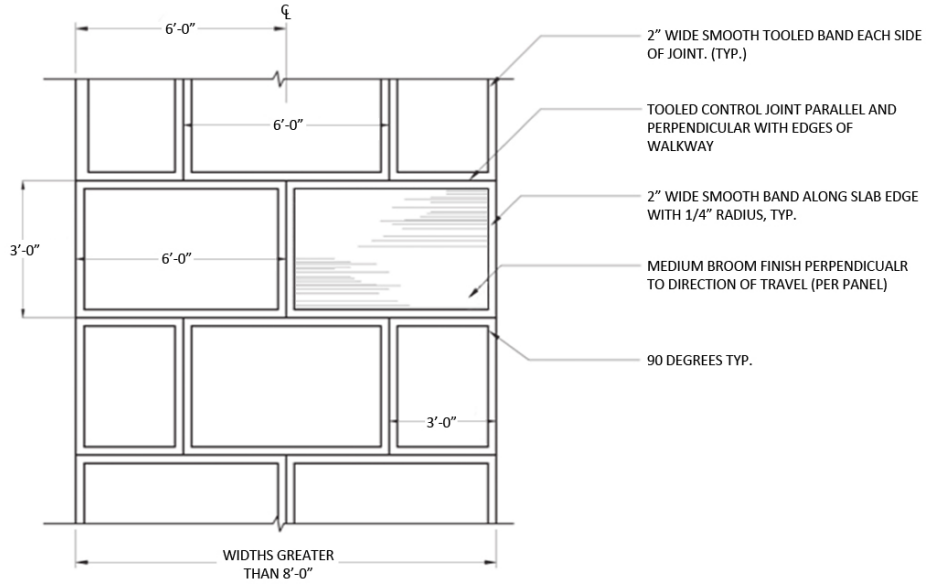 ℄
6’-0”
2” WIDE SMOOTH TOOLED BAND EACH SIDE
OF JOINT. (TYP.)
6’-0”
TOOLED CONTROL JOINT PARALLEL AND
PERPENDICULAR WITH EDGES OF
WALKWAY
2” WIDE SMOOTH BAND ALONG SLAB EDGE
WITH 1/4” RADIUS, TYP.
3’-0”
6’-0”
MEDIUM BROOM FINISH PERPENDICUALR
TO DIRECTION OF TRAVEL (PER PANEL)
90 DEGREES TYP.
3’-0”
WIDTHS GREATER
THAN 8’-0”